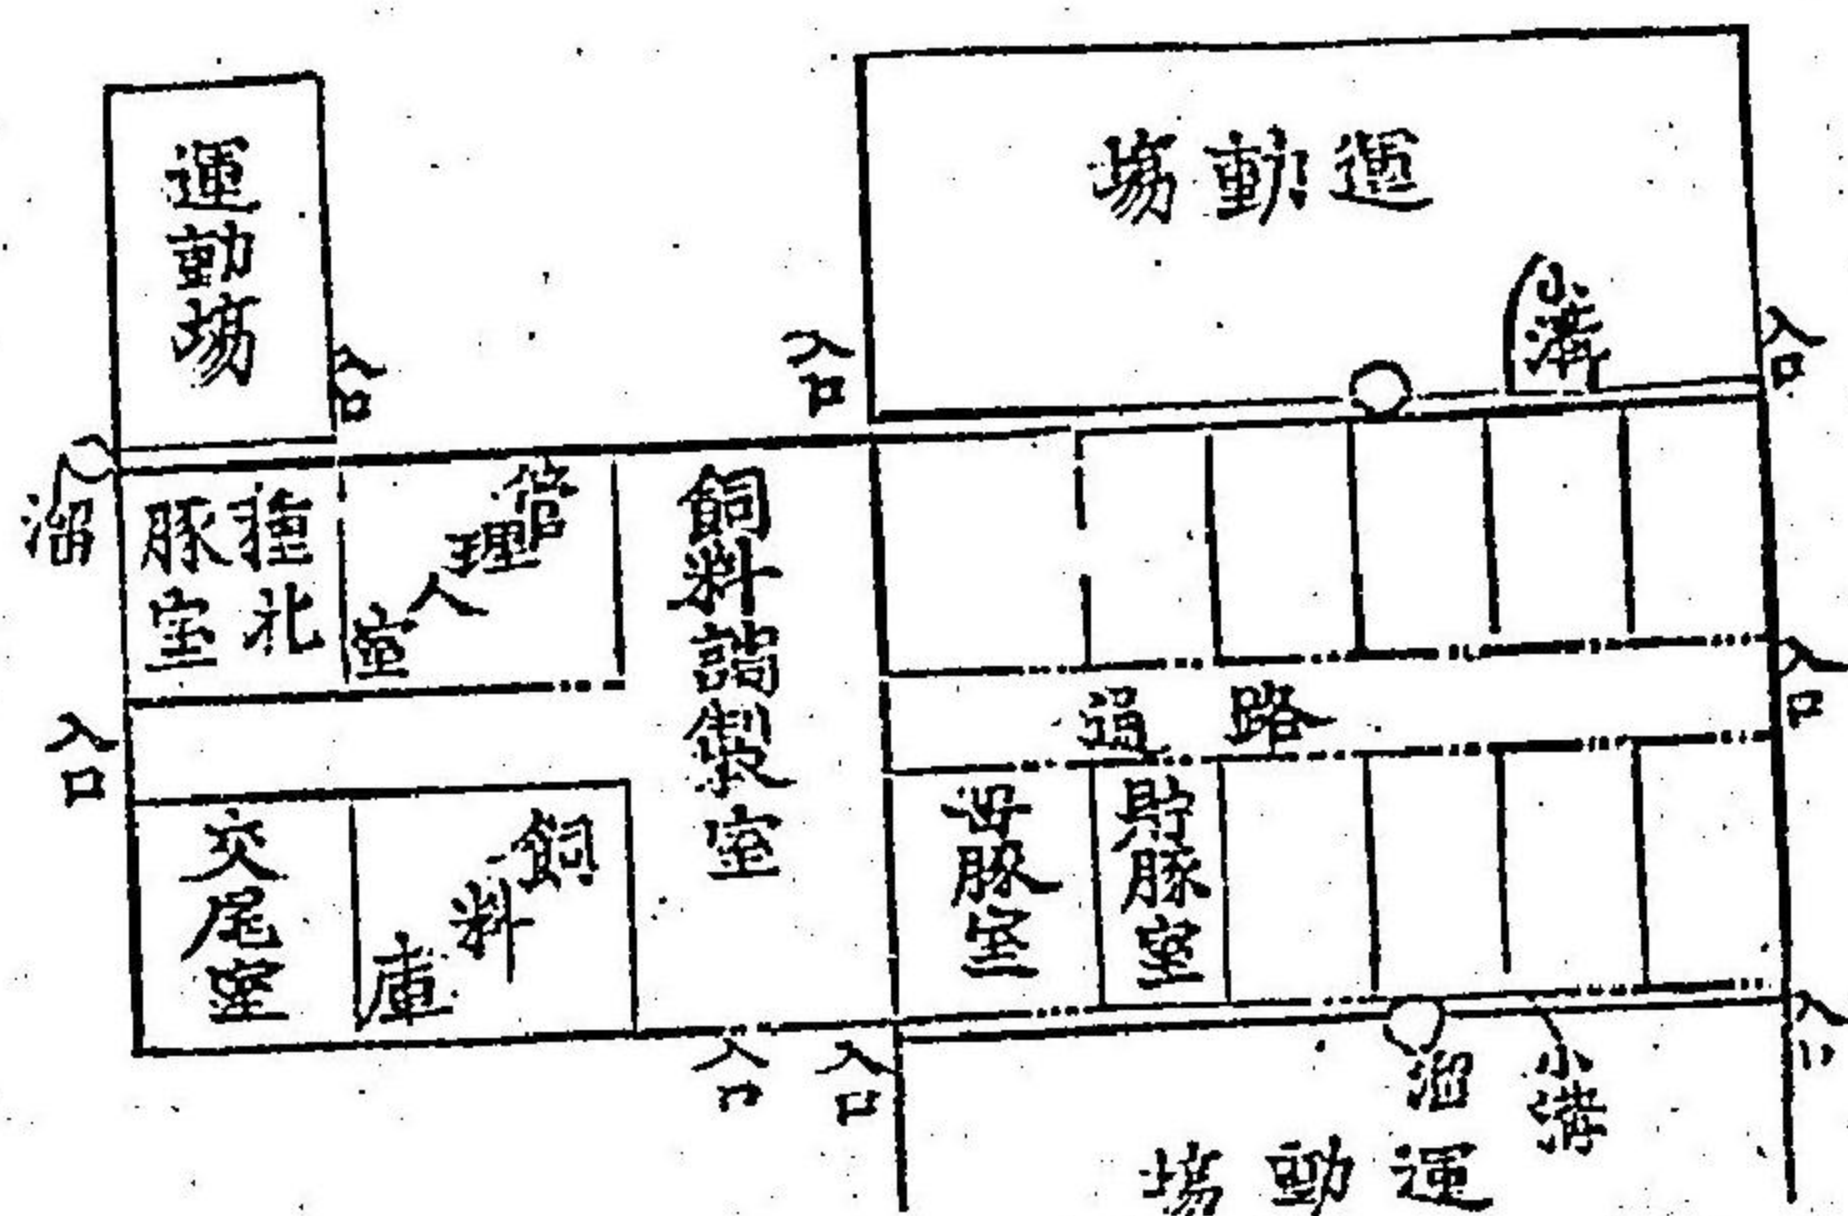 運動場
運動場
小溝
入口
入口
入口
溜
種北
豚室
管理人室
飼料調製室
通路
入口
入口
交尾室
飼料庫
母豚室
貯豚室
入口
入口
入口
溜
小溝
運動場